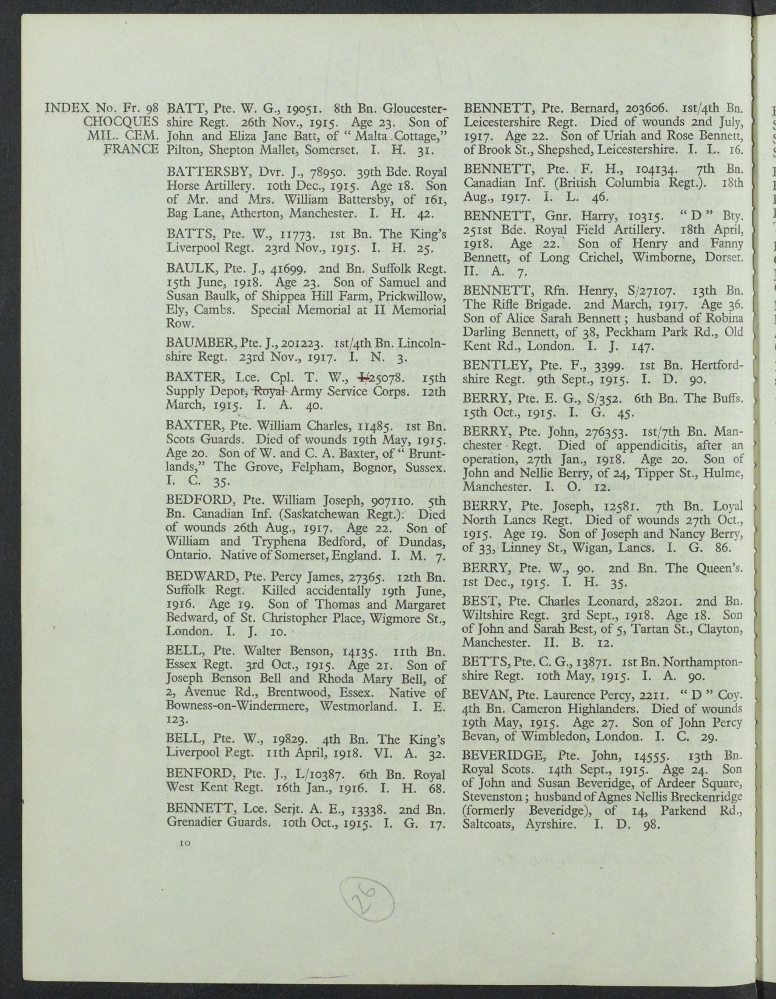 INDEX No. Fr. 98
CHOCQUES
MIL. CEM.
FRANCE
BATT, Pte. W. G., 19051. 8th Bn. Gloucester-
shire Regt. 26th Nov., 1915. Age 23. Son of
John and Eliza Jane Batt, of “ Malta Cottage,”
Pilton, Shepton Mallet, Somerset. I. H. 31.
BATTERSBY, Dvr. J., 78950. 39th Bde. Royal
Horse Artillery. 10th Dec., 1915. Age 18. Son
of Mr. and Mrs. William Battersby, of 161,
Bag Lane, Atherton, Manchester. I. H. 42.
BATTS, Pte. W., 11773. 1st Bn. The King's
Liverpool Regt. 23rd Nov., 1915. I. H. 25.
BAULK, Pte. J., 41699. 2nd Bn. Suffolk Regt.
15th June, 1918. Age 23. Son of Samuel and
Susan Baulk, of Shippea Hill Farm, Prickwillow,
Ely, Cambs. Special Memorial at II Memorial
Row.
BAUMBER, Pte. J., 201223. 1st/4th Bn. Lincoln-
shire Regt. 23rd Nov., 1917. I. N. 3.
BAXTER, Lce. Cpl. T. W., I/25078. 15th
Supply Depot, Royal Army Service Corps. 12th
March, 1915. I. A. 40.
BAXTER, Pte. William Charles, 11485. 1st Bn.
Scots Guards. Died of wounds 19th May, 1915.
Age 20. Son of W. and C. A. Baxter, of “ Brunt-
lands,” The Grove, Felpham, Bognor, Sussex.
I. C. 35.
BEDFORD, Pte. William Joseph, 907110. 5th
Bn. Canadian Inf. (Saskatchewan Regt.). Died
of wounds 26th Aug., 1917. Age 22. Son of
William and Tryphena Bedford, of Dundas,
Ontario. Native of Somerset, England. I. M. 7.
BEDWARD, Pte. Percy James, 27365. 12th Bn.
Suffolk Regt. Killed accidentally 19th June,
1916. Age 19. Son of Thomas and Margaret
Bedward, of St. Christopher Place, Wigmore St.,
London. I. J. 10.
BELL, Pte. Walter Benson, 14135. 11th Bn.
Essex Regt. 3rd Oct., 1915. Age 21. Son of
Joseph Benson Bell and Rhoda Mary Bell, of
2, Avenue Rd., Brentwood, Essex. Native of
Bowness-on-Windermere, Westmorland. I. E.
123.
BELL, Pte. W., 19829. 4th Bn. The King's
Liverpool Regt. 11th April, 1918. VI. A. 32.
BENFORD, Pte. J., L/10387. 6th Bn. Royal
West Kent Regt. 16th Jan., 1916. I. H. 68.
BENNETT, Lce. Serjt. A. E., 13338. 2nd Bn.
Grenadier Guards. 10th Oct., 1915. I. G. 17.
BENNETT, Pte. Bernard, 203606. 1st/4th Bn.
Leicestershire Regt. Died of wounds 2nd July,
1917. Age 22. Son of Uriah and Rose Bennett,
of Brook St., Shepshed, Leicestershire. I. L. 16.
BENNETT, Pte. F. H., 104134. 7th Bn.
Canadian Inf. (British Columbia Regt.). 18th
Aug., 1917. I. L. 46.
BENNETT, Gnr. Harry, 10315. “ D ” Bty.
251st Bde. Royal Field Artillery. 18th April,
1918. Age 22. Son of Henry and Fanny
Bennett, of Long Crichel, Wimborne, Dorset.
II. A. 7.
BENNETT, Rfn. Henry, S/27107. 13th Bn.
The Rifle Brigade. 2nd March, 1917. Age 36.
Son of Alice Sarah Bennett ; husband of Robina
Darling Bennett, of 38, Peckham Park Rd., Old
Kent Rd., London. I. J. 147.
BENTLEY, Pte. F., 3399. 1st Bn. Hertford-
shire Regt. 9th Sept., 1915. I. D. 90.
BERRY, Pte. E. G., S/352. 6th Bn. The Buffs.
15th Oct., 1915. I. G. 45.
BERRY, Pte. John, 276353. 1st/7th Bn. Man-
chester Regt. Died of appendicitis, after an
operation, 27th Jan., 1918. Age 20. Son of
John and Nellie Berry, of 24, Tipper St., Hulme,
Manchester. I. O. 12.
BERRY, Pte. Joseph, 12581. 7th Bn. Loyal
North Lancs Regt. Died of wounds 27th Oct.,
1915. Age 19. Son of Joseph and Nancy Berry,
of 33, Linney St., Wigan, Lancs. I. G. 86.
BERRY, Pte. W., 90. 2nd Bn. The Queen's.
1st Dec., 1915. I. H. 35.
BEST, Pte. Charles Leonard, 28201. 2nd Bn.
Wiltshire Regt. 3rd Sept., 1918. Age 18. Son
of John and Sarah Best, of 5, Tartan St., Clayton,
Manchester. II. B. 12.
BETTS, Pte. C. G., 13871. 1st Bn. Northampton-
shire Regt. 10th May, 1915. I. A. 90.
BEVAN, Pte. Laurence Percy, 2211. “ D ” Coy.
4th Bn. Cameron Highlanders. Died of wounds
19th May, 1915. Age 27. Son of John Percy
Bevan, of Wimbledon, London. I. C. 29.
BEVERIDGE, Pte. John, 14555. 13th Bn.
Royal Scots. 14th Sept., 1915. Age 24. Son
of John and Susan Beveridge, of Ardeer Square,
Stevenston ; husband of Agnes Nellis Breckenridge
(formerly Beveridge), of 14, Parkend Rd.,
Saltcoats, Ayrshire. I. D. 98.
10
26